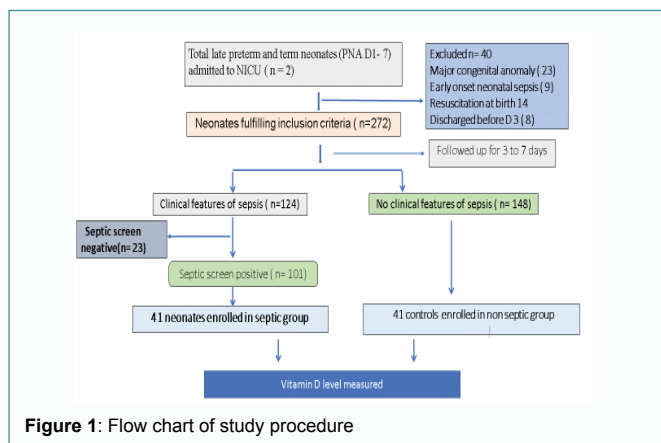 Total late preterm and term neonates (PNA D1- 7)
admitted to NICU ( n = 2)
Excluded n= 40
Major congenital anomaly ( 23)
Early onset neonatal sepsis ( 9)
Resuscitation at birth 14
Discharged before D 3 ( 8)
Neonates fulfilling inclusion criteria ( n=272)
Followed up for 3 to 7 days
Clinical features of sepsis ( n=124)
No clinical features of sepsis ( n= 148)
Septic screen
negative(n= 23)
Septic screen positive ( n= 101)
41 neonates enrolled in septic group
41 controls enrolled in non septic group
Vitamin D level measured
Figure 1: Flow chart of study procedure